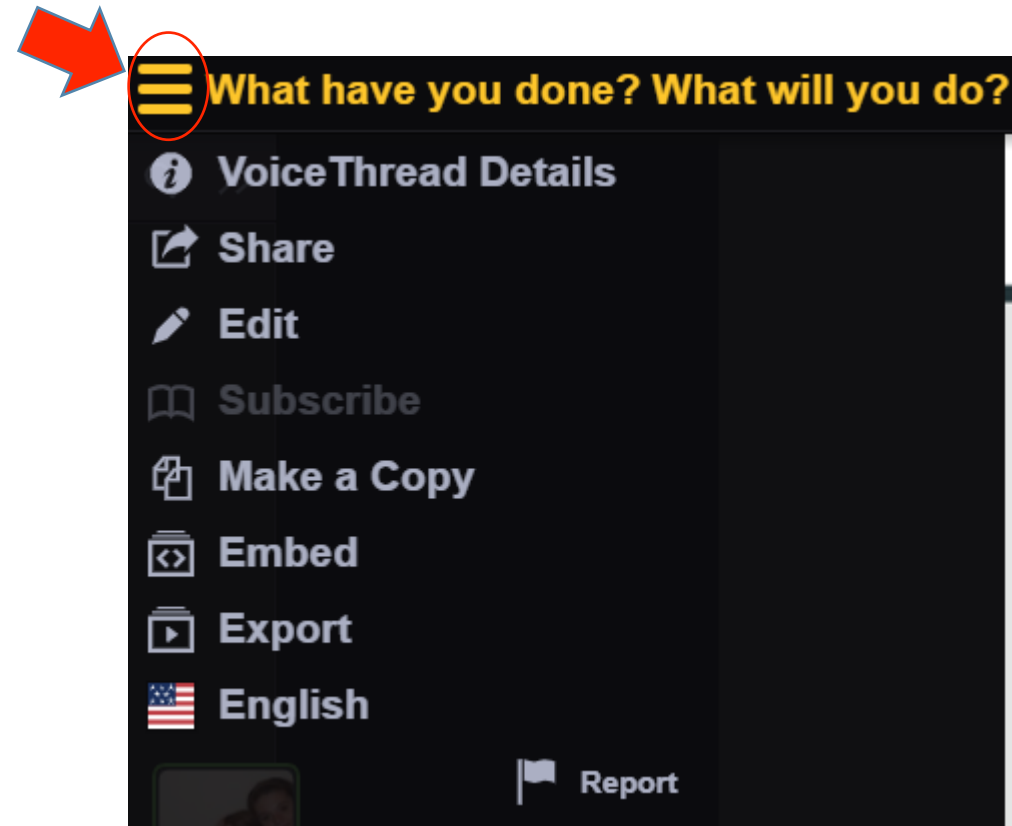 What have you done? What will you do?
VoiceThread Details
Share
Edit
Subscribe
Make a Copy
Embed
Export
English
Report